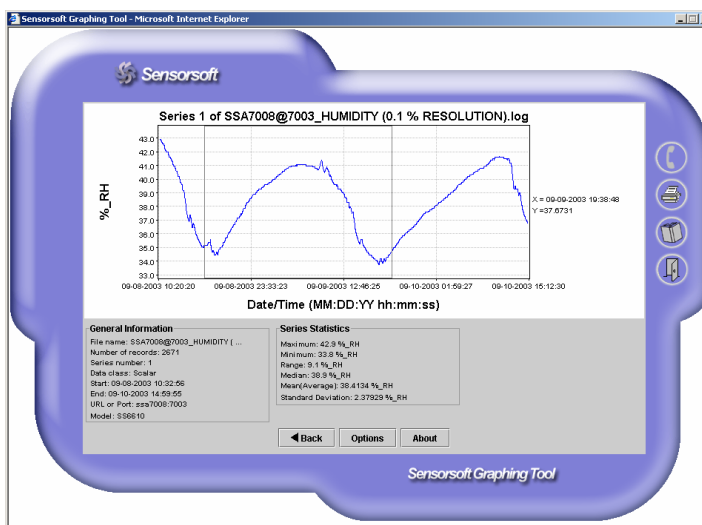 Sensorsoft Graphing Tool - Microsoft Internet Explorer
Sensorsoft
Series 1 of SSA7008@7003_HUMIDITY (0.1 % RESOLUTION).log
43.0
42.0
41.0
40.0
39.0
38.0
37.0
36.0
35.0
34.0
33.0
%_RH
X = 09-09-2003 19:38:48
Y =37.6731
09-08-2003 10:20:20 09-08-2003 23:33:23 09-09-2003 12:46:25 09-10-2003 01:59:27 09-10-2003 15:12:30
Date/Time (MM:DD:YY hh:mm:ss)
General Information
File name: SSA7008@7003_HUMIDITY ( ...
Number of records: 2671
Series number: 1
Data class: Scalar
Start: 09-08-2003 10:32:56
End: 09-10-2003 14:59:55
URL or Port: ssa7008:7003
Model: SS6610
Series Statistics
Maximum: 42.9 %_RH
Minimum: 33.8 %_RH
Range: 9.1 %_RH
Median: 38.9 %_RH
Mean(Average): 38.4134 %_RH
Standard Deviation: 2.37929 %_RH
Back Options About
Sensorsoft Graphing Tool